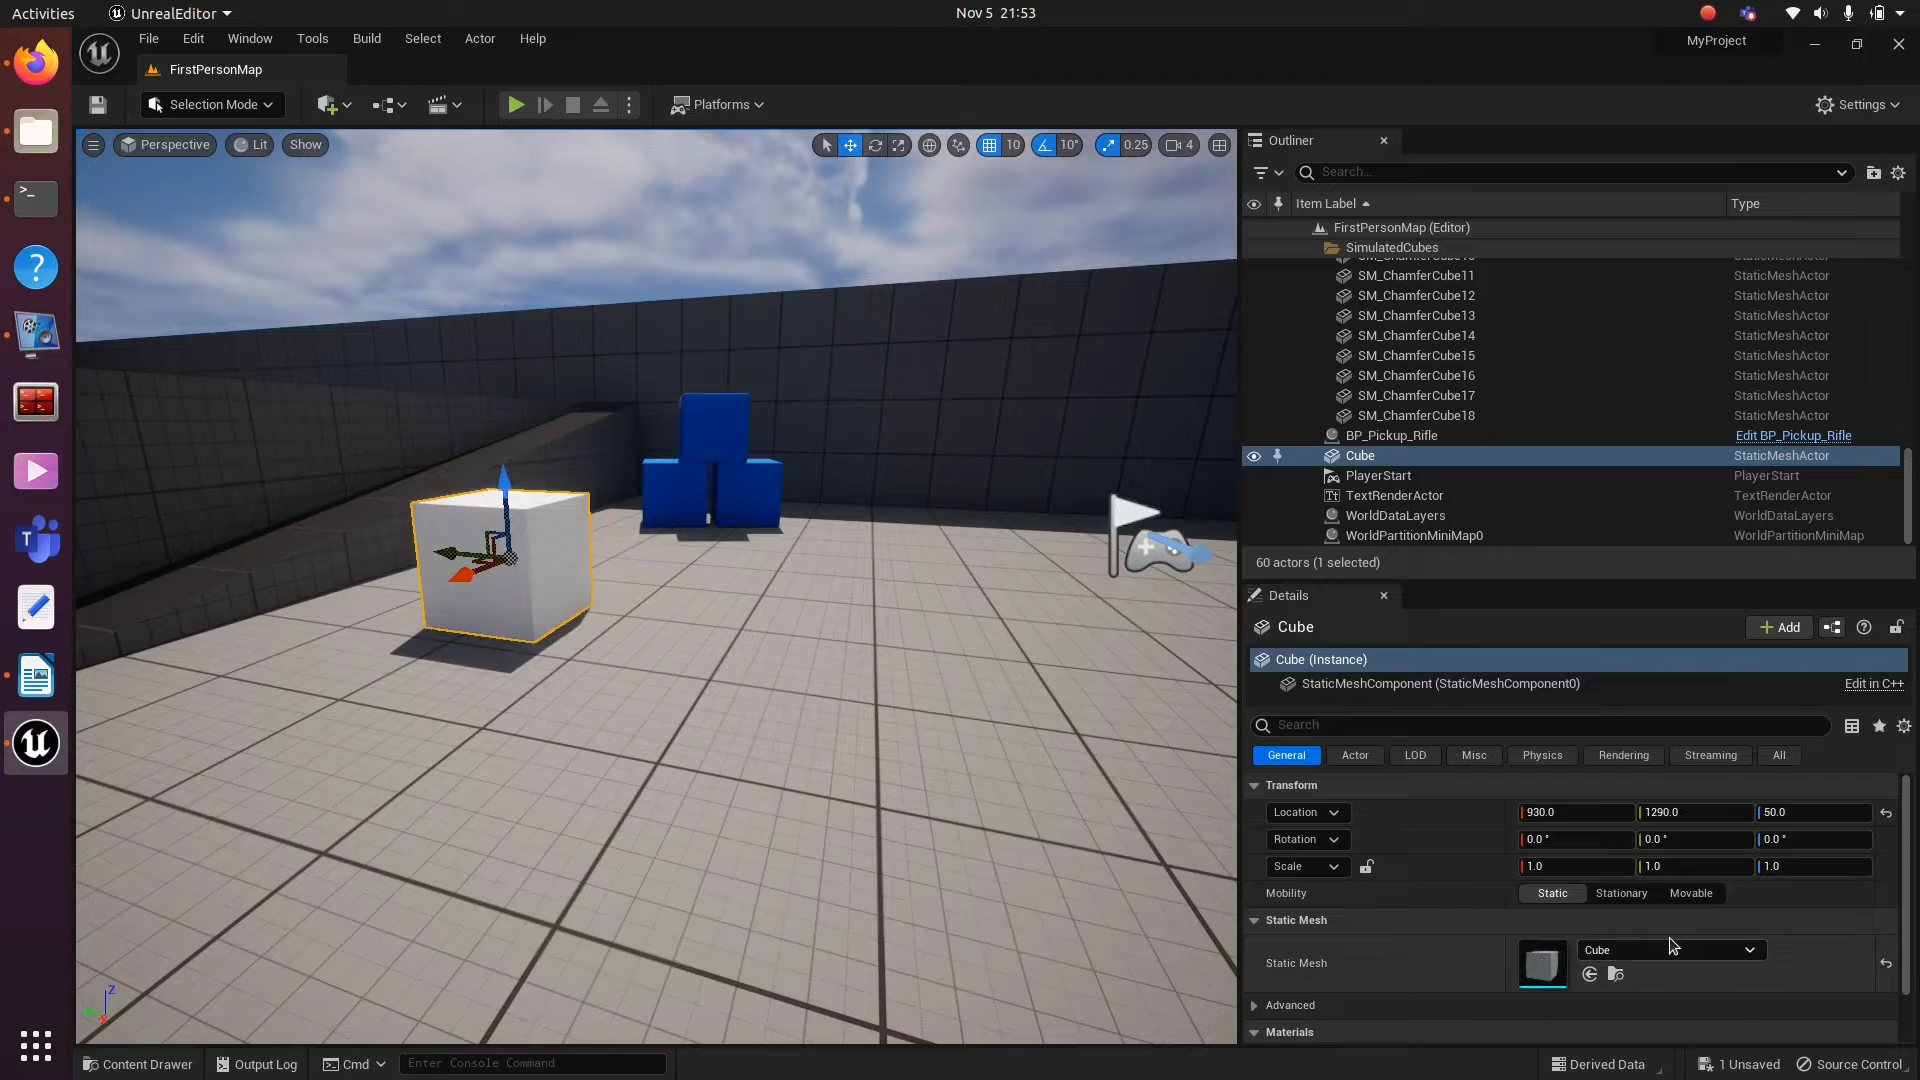 Activities
UnrealEditor
Nov 5 21:53
File Edit Window Tools Build Select Actor Help
MyProject
FirstPersonMap
Selection Mode
Platforms
Settings
Perspective
Lit
Show
10
10°
0.25
4
Outliner
Search...
Item Label
Type
FirstPersonMap (Editor)
SimulatedCubes
SM_ChamferCube11 StaticMeshActor
SM_ChamferCube12 StaticMeshActor
SM_ChamferCube13 StaticMeshActor
SM_ChamferCube14 StaticMeshActor
SM_ChamferCube15 StaticMeshActor
SM_ChamferCube16 StaticMeshActor
SM_ChamferCube17 StaticMeshActor
SM_ChamferCube18 StaticMeshActor
BP_Pickup_Rifle Edit BP_Pickup_Rifle
Cube StaticMeshActor
PlayerStart PlayerStart
TextRenderActor TextRenderActor
WorldDataLayers WorldDataLayers
WorldPartitionMiniMap0 WorldPartitionMiniMap
60 actors (1 selected)
Details
Cube
Add
Cube (Instance)
StaticMeshComponent (StaticMeshComponent0)
Edit in C++
Search
General Actor LOD Misc Physics Rendering Streaming All
Transform
Location 930.0 1290.0 50.0
Rotation 0.0 ° 0.0 ° 0.0 °
Scale 1.0 1.0 1.0
Mobility Static Stationary Movable
Static Mesh
Static Mesh
Cube
Advanced
Materials
Z
Content Drawer
Output Log
Cmd
Enter Console Command
Derived Data
1 Unsaved
Source Control